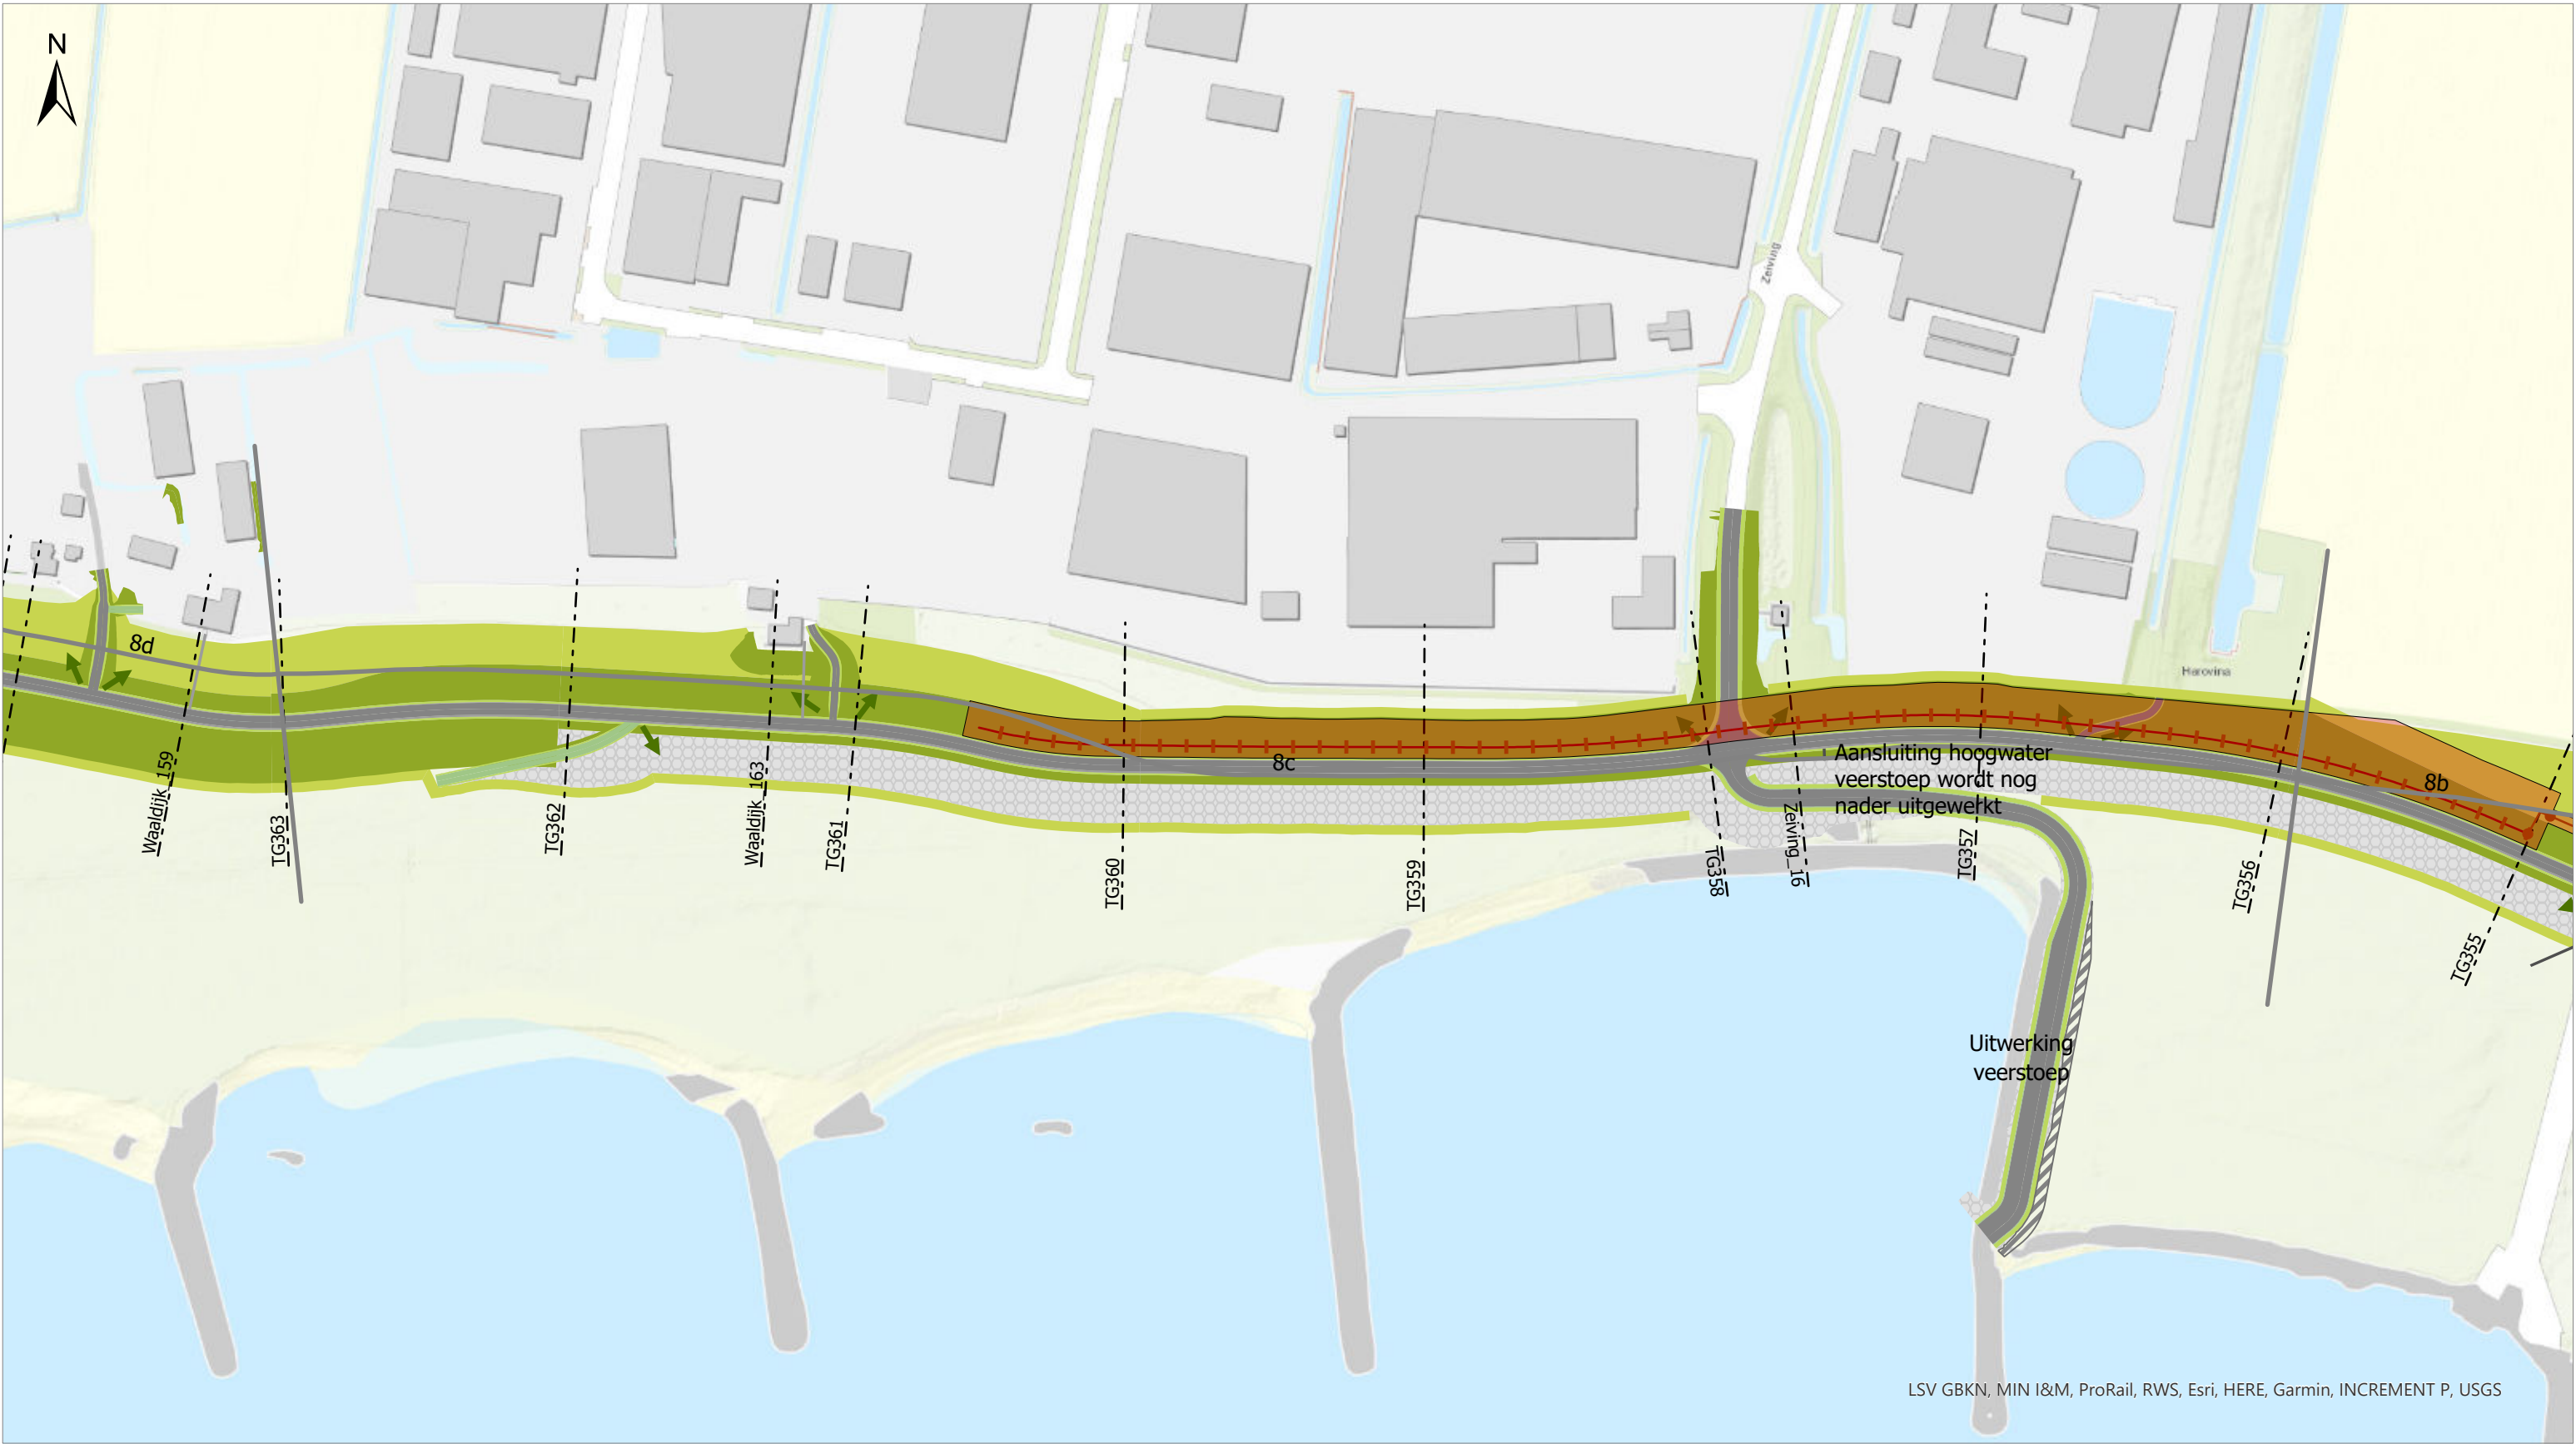 N
Zeiving
8d
Harovina
8c
Aansluiting hoogwater
veerstoep wordt nog
nader uitgewerkt
8b
Waaldijk_159
TG363
TG362
Waaldijk_163
TG361
TG360
TG359
TG358
Zeiving_16
TG357
TG356
TG355
Uitwerking
veerstoep
LSV GBKN, MIN I&M, ProRail, RWS, Esri, HERE, Garmin, INCREMENT P, USGS